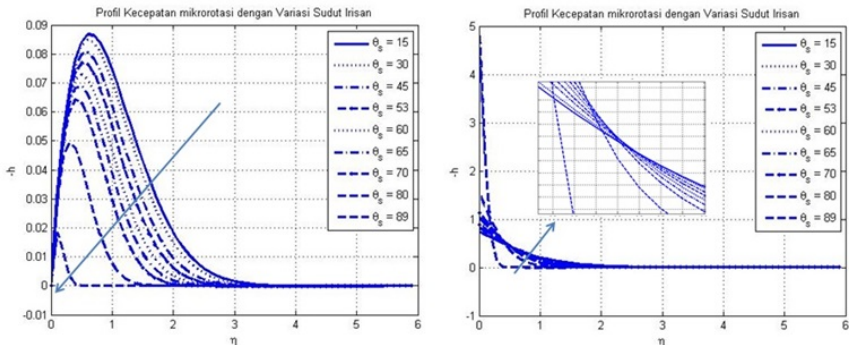 Profil Kecepatan mikrorotasi dengan Variasi Sudut Irisan
0.09
0.08
0.07
0.06
0.05
0.04
0.03
0.02
0.01
0
-0.01
-h
0 1 2 3 4 5 6
η
θs = 15
θs = 30
θs = 45
θs = 53
θs = 60
θs = 65
θs = 70
θs = 80
θs = 89
Profil Kecepatan mikrorotasi dengan Variasi Sudut Irisan
5
4
3
2
1
0
-1
-h
0 1 2 3 4 5 6
η
θs = 15
θs = 30
θs = 45
θs = 53
θs = 60
θs = 65
θs = 70
θs = 80
θs = 89